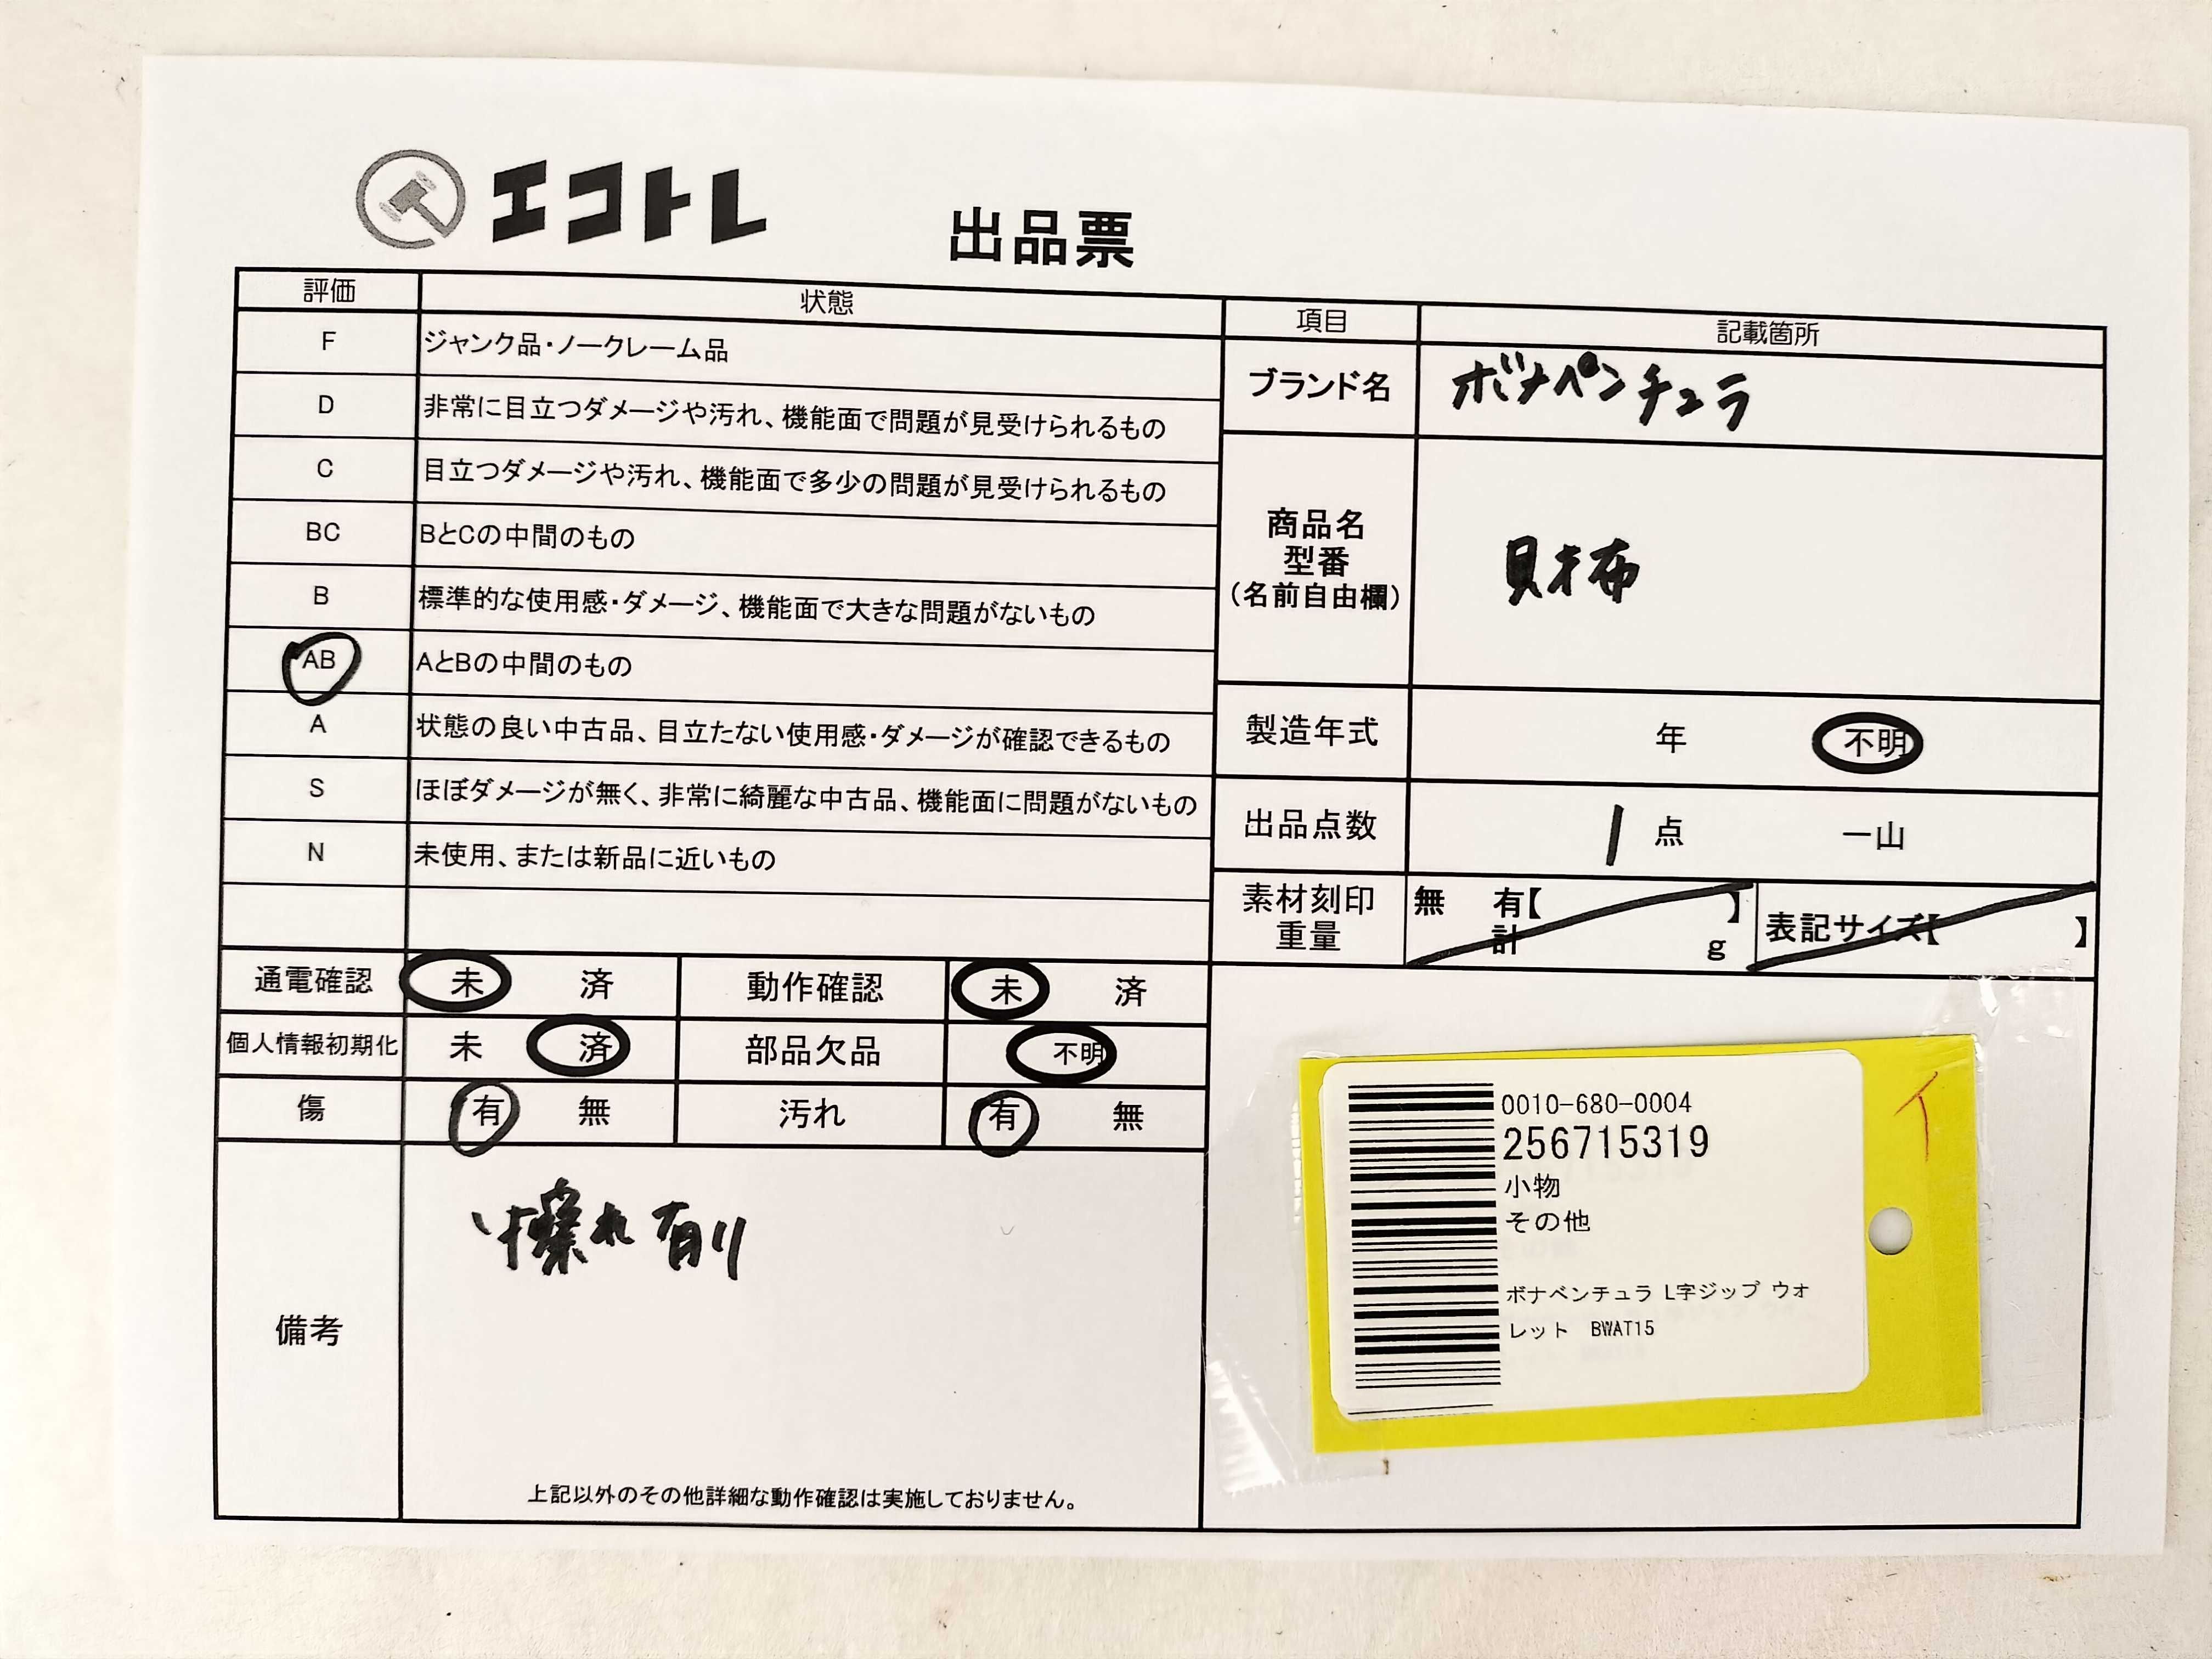 エコトレ
出品票
評価 状態
F ジャンク品・ノークレーム品
D 非常に目立つダメージや汚れ、機能面で問題が見受けられるもの
C 目立つダメージや汚れ、機能面で多少の問題が見受けられるもの
BC BとCの中間のもの
B 標準的な使用感・ダメージ、機能面で大きな問題がないもの
AB AとBの中間のもの
A 状態の良い中古品、目立たない使用感・ダメージが確認できるもの
S ほぼダメージが無く、非常に綺麗な中古品、機能面に問題がないもの
N 未使用、または新品に近いもの
通電確認 未 済 動作確認 未 済
個人情報初期化 未 済 部品欠品 不明
傷 有 無 汚れ 有 無
備考
擦れ有り
上記以外のその他詳細な動作確認は実施しておりません。
項目 記載箇所
ブランド名 ボナペンチュラ
商品名
型番
(名前自由欄)
財布
製造年式 年 不明
出品点数 1 点 一山
素材刻印 無 有【 】
重量 計 g
表記サイズ【 】
0010-680-0004
256715319
小物
その他
ボナベンチュラ L字ジップ ウォ
レット BWAT15
イ